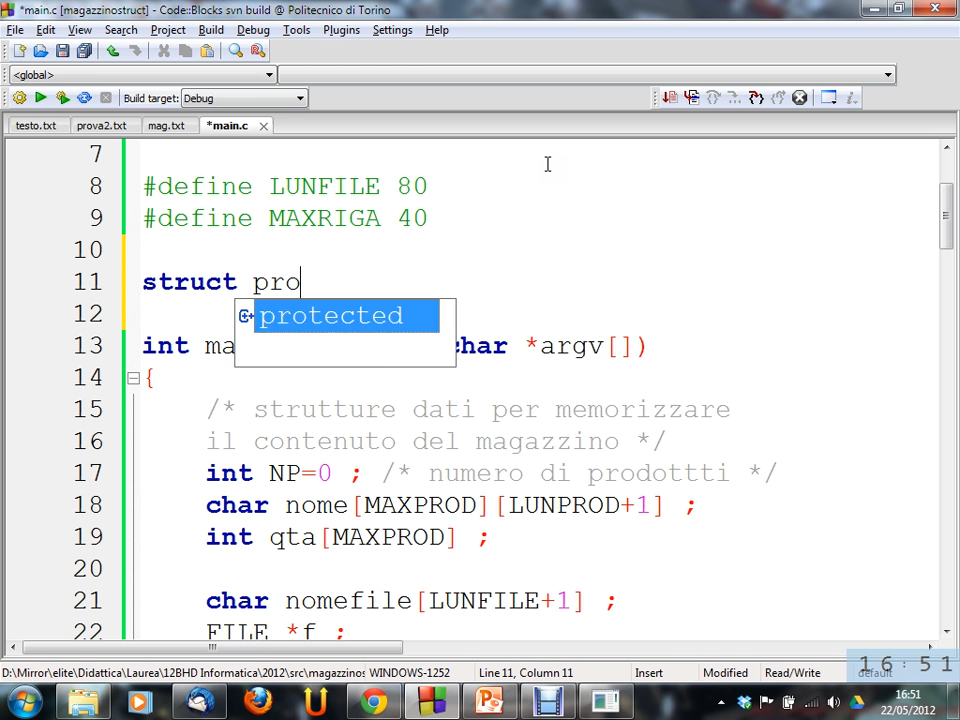 *main.c [magazzinostruct] - Code::Blocks svn build @ Politecnico di Torino
File Edit View Search Project Build Debug Tools Plugins Settings Help
<global>
Build target: Debug
testo.txt prova2.txt mag.txt *main.c
7
8 #define LUNFILE 80
9 #define MAXRIGA 40
10
11 struct pro
12 protected
13 int ma char *argv[])
14 {
15 /* strutture dati per memorizzare
16 il contenuto del magazzino */
17 int NP=0 ; /* numero di prodottti */
18 char nome[MAXPROD][LUNPROD+1] ;
19 int qta[MAXPROD] ;
20
21 char nomefile[LUNFILE+1] ;
22 FILE *f ;
D:\Mirror\elite\Didattica\Laurea\12BHD Informatica\2012\src\magazzinos WINDOWS-1252 Line 11, Column 11 Insert Modified Read/Write default
16:51
16:51
22/05/2012